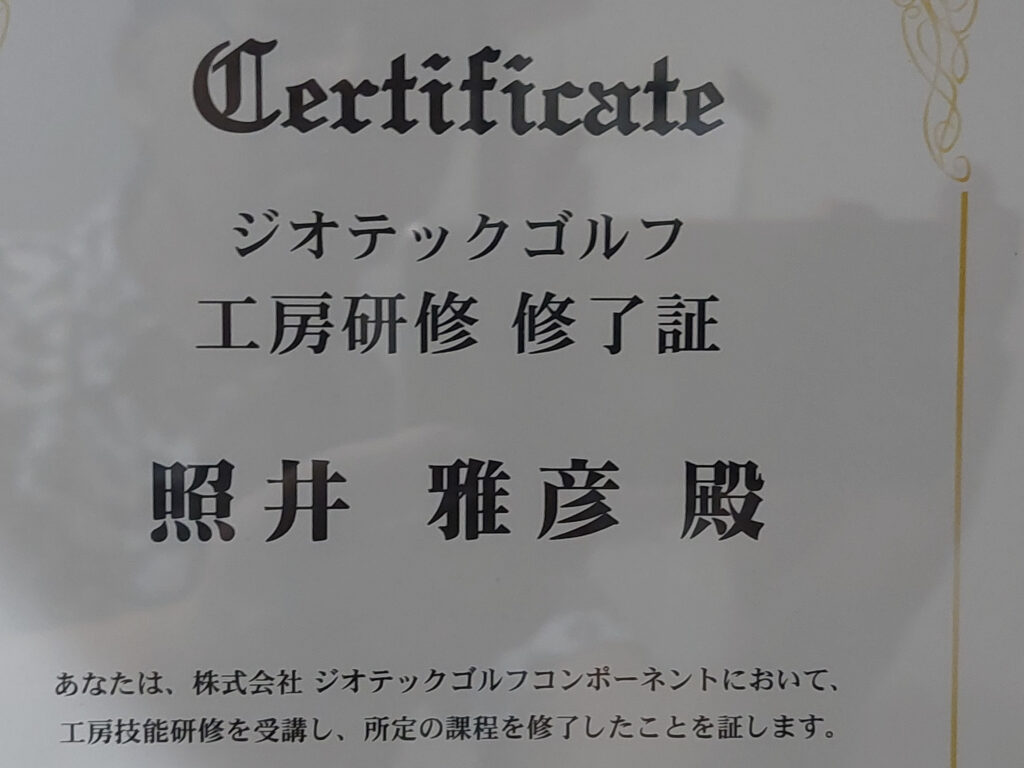 Certificate
ジオテックゴルフ
工房研修 修了証
照井 雅彦 殿
あなたは、株式会社 ジオテックゴルフコンポーネントにおいて、
工房技能研修を受講し、所定の課程を修了したことを証します。